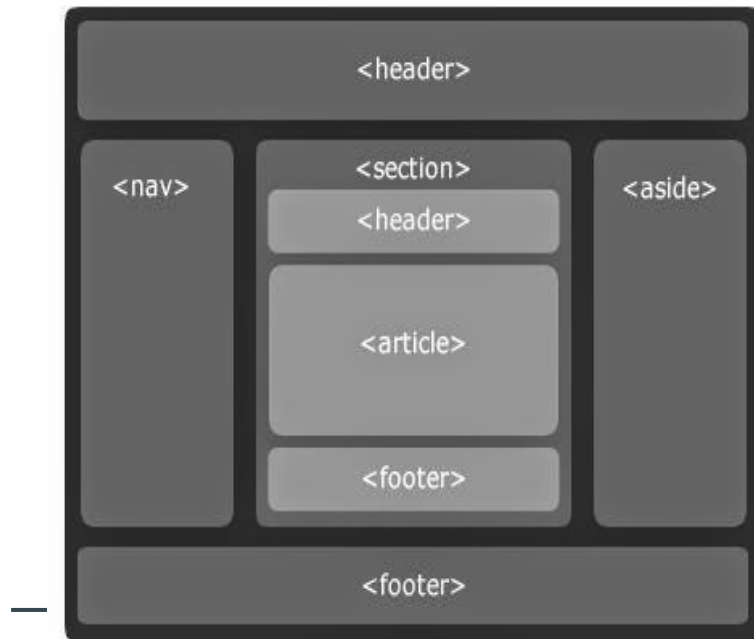 <header>
<nav>
<section>
<header>
<article>
<footer>
<aside>
<footer>